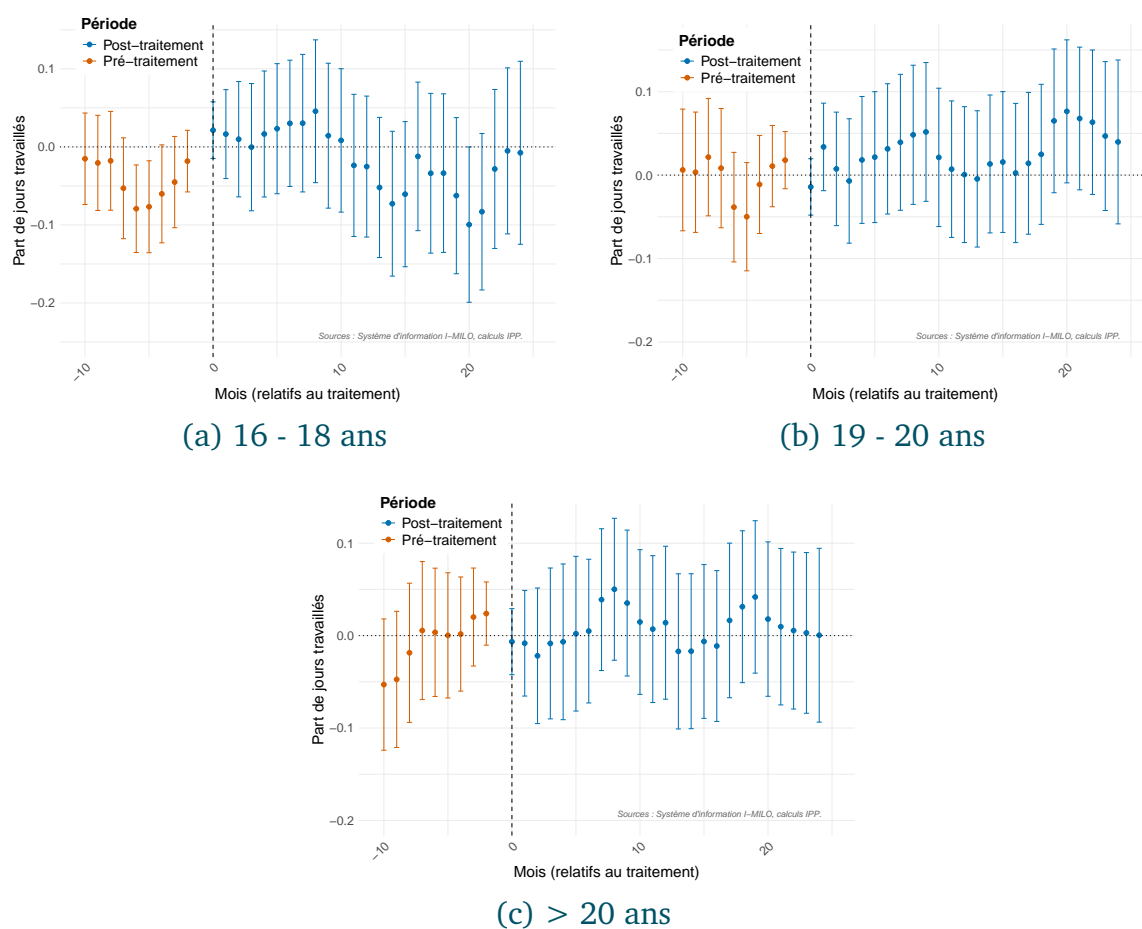 Période
Post−traitement
Pré−traitement
0.1
0.0
−0.1
−0.2
Part de jours travaillés
Sources : Système d'information I−MILO, calculs IPP.
−10
0
10
20
Mois (relatifs au traitement)
(a) 16 - 18 ans
Période
Post−traitement
Pré−traitement
0.1
0.0
−0.1
−0.2
Part de jours travaillés
Sources : Système d'information I−MILO, calculs IPP.
−10
0
10
20
Mois (relatifs au traitement)
(b) 19 - 20 ans
Période
Post−traitement
Pré−traitement
0.1
0.0
−0.1
−0.2
Part de jours travaillés
Sources : Système d'information I−MILO, calculs IPP.
−10
0
10
20
Mois (relatifs au traitement)
(c) > 20 ans